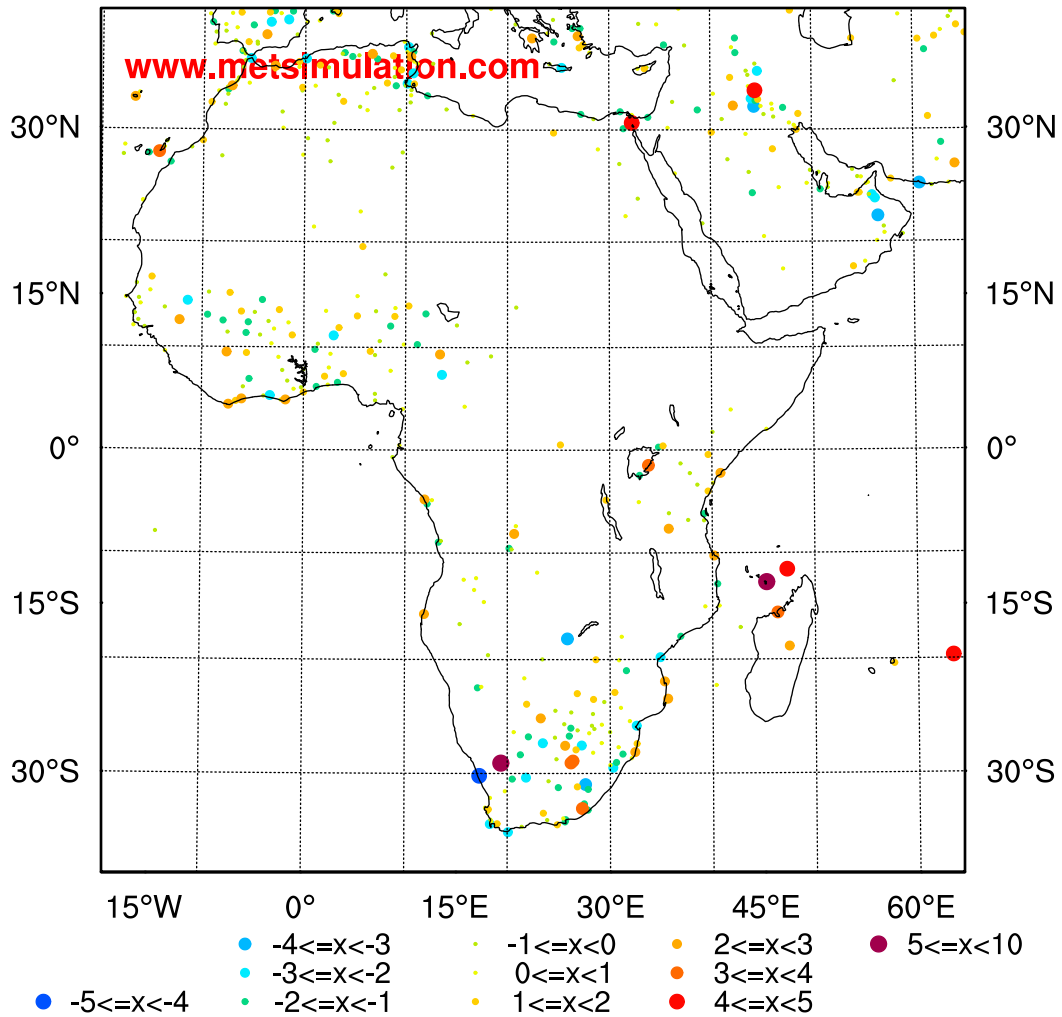 www.metsimulation.com
30°N 30°N
15°N 15°N
0° 0°
15°S 15°S
30°S 30°S
15°W 0° 15°E 30°E 45°E 60°E
-4<=x<-3 -1<=x<0 2<=x<3 5<=x<10
-3<=x<-2 0<=x<1 3<=x<4
-5<=x<-4 -2<=x<-1 1<=x<2 4<=x<5